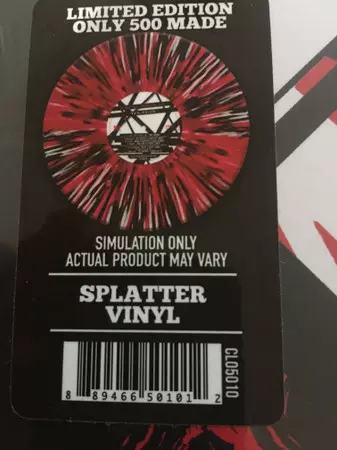 LIMITED EDITION
ONLY 500 MADE
SIMULATION ONLY
ACTUAL PRODUCT MAY VARY
SPLATTER
VINYL
CLO5010
8 89466 50101 2